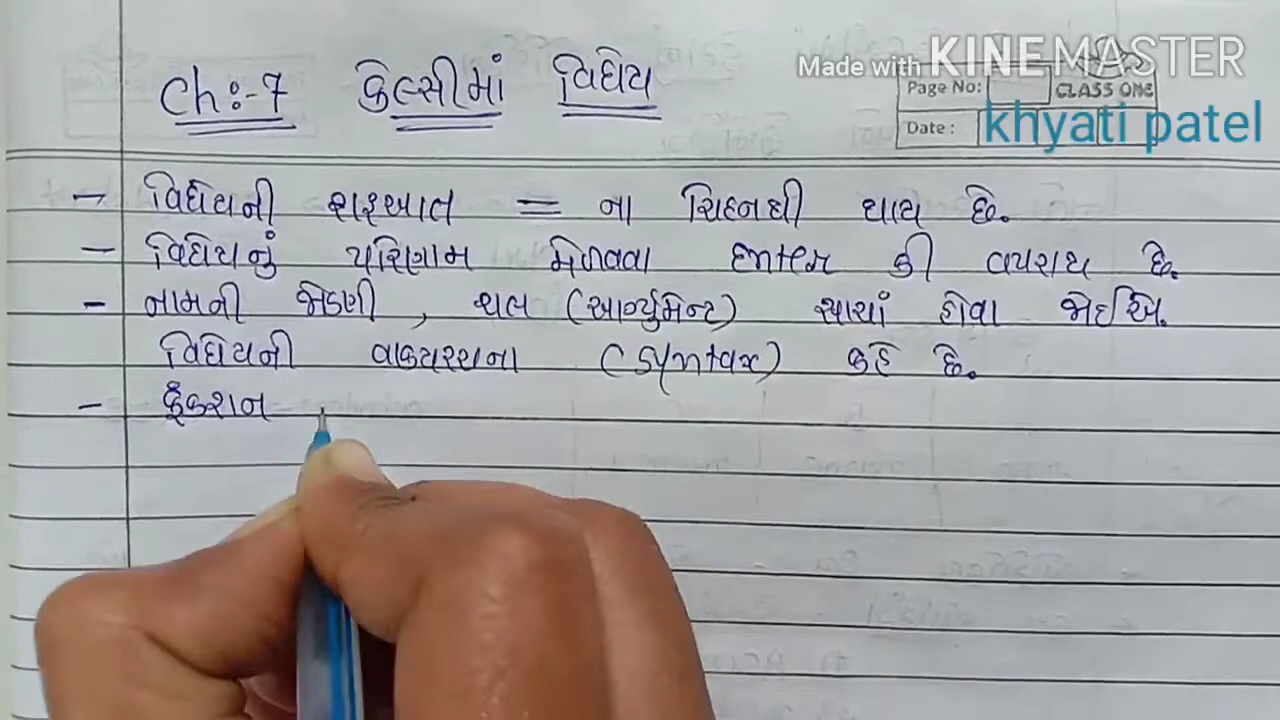 Made with KINEMASTER
Page No:
CLASS ONE
Date :
khyati patel
Ch:-7 કેલ્સીમાં વિધેય
- વિધેયની શરૂઆત = ના ચિહ્નથી થાય છે.
- વિધેયનું પરિણામ મેળવવા enter કી વપરાય છે.
- નામની જોડણી , ચલ (આર્ગ્યુમેન્ટ) સાચાં હોવા જોઈએ.
વિધેયની વાક્યરચના (syntax) કહે છે.
- ફંકશન